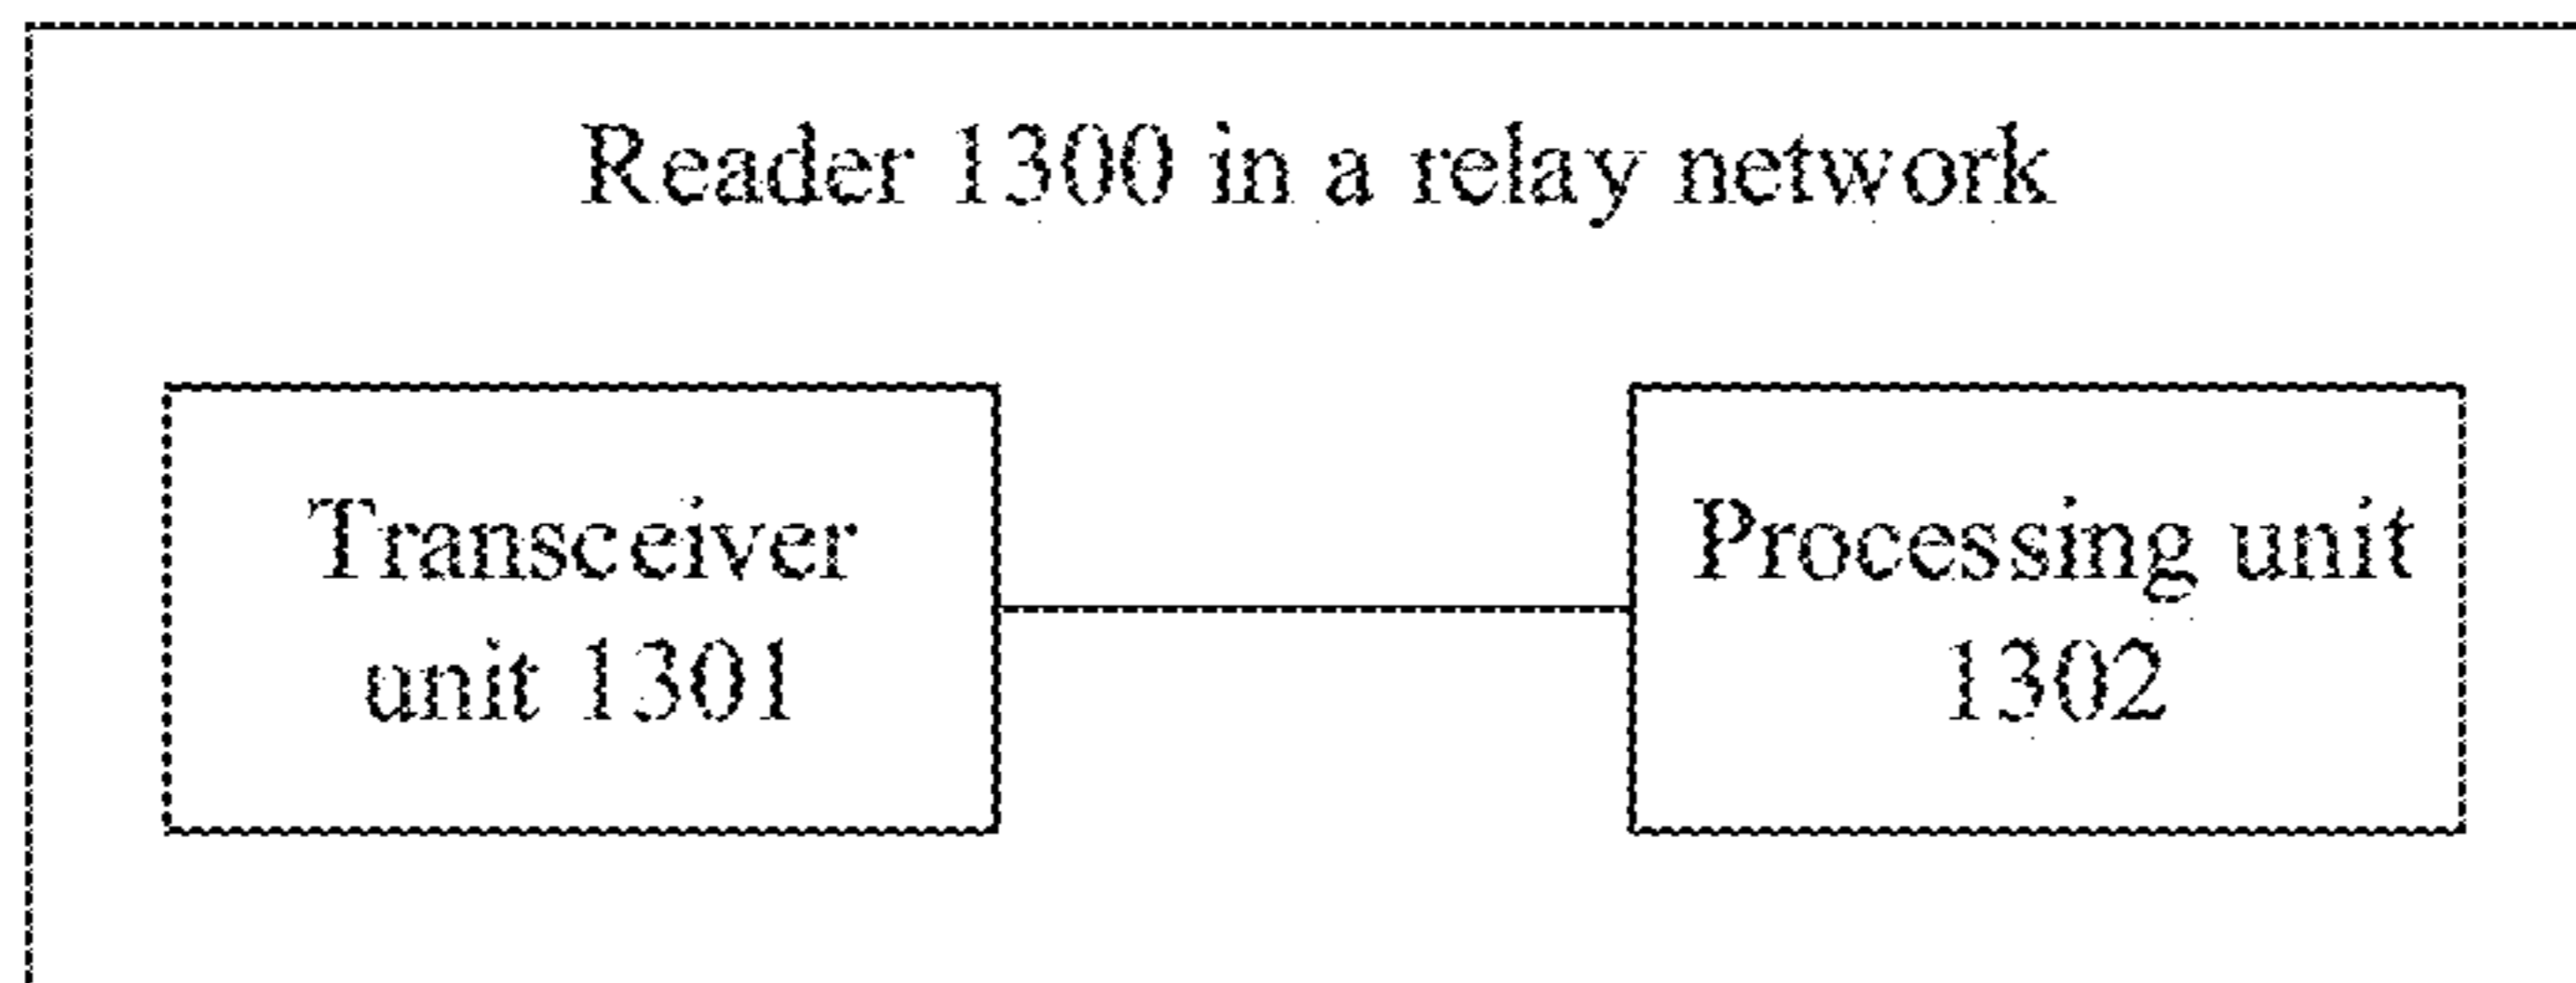 Reader 1300 in a relay network
Transceiver
unit 1301
Processing unit
1302